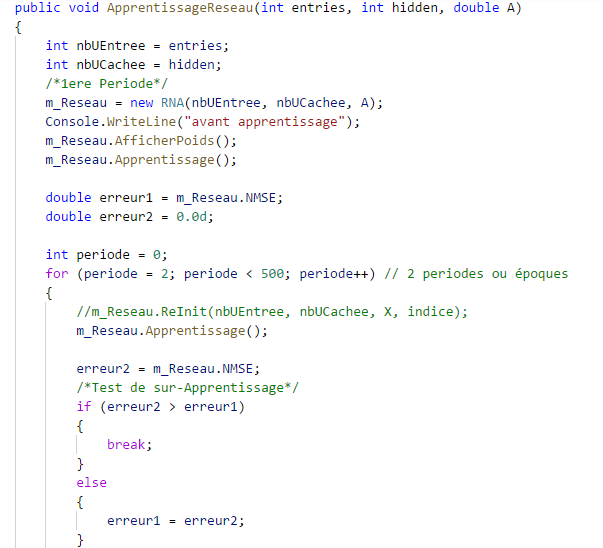 public void ApprentissageReseau(int entries, int hidden, double A)
{
int nbUEntree = entries;
int nbUCachee = hidden;
/*1ere Periode*/
m_Reseau = new RNA(nbUEntree, nbUCachee, A);
Console.WriteLine("avant apprentissage");
m_Reseau.AfficherPoids();
m_Reseau.Apprentissage();
double erreur1 = m_Reseau.NMSE;
double erreur2 = 0.0d;
int periode = 0;
for (periode = 2; periode < 500; periode++) // 2 periodes ou époques
{
//m_Reseau.ReInit(nbUEntree, nbUCachee, X, indice);
m_Reseau.Apprentissage();
erreur2 = m_Reseau.NMSE;
/*Test de sur-Apprentissage*/
if (erreur2 > erreur1)
{
break;
}
else
{
erreur1 = erreur2;
}